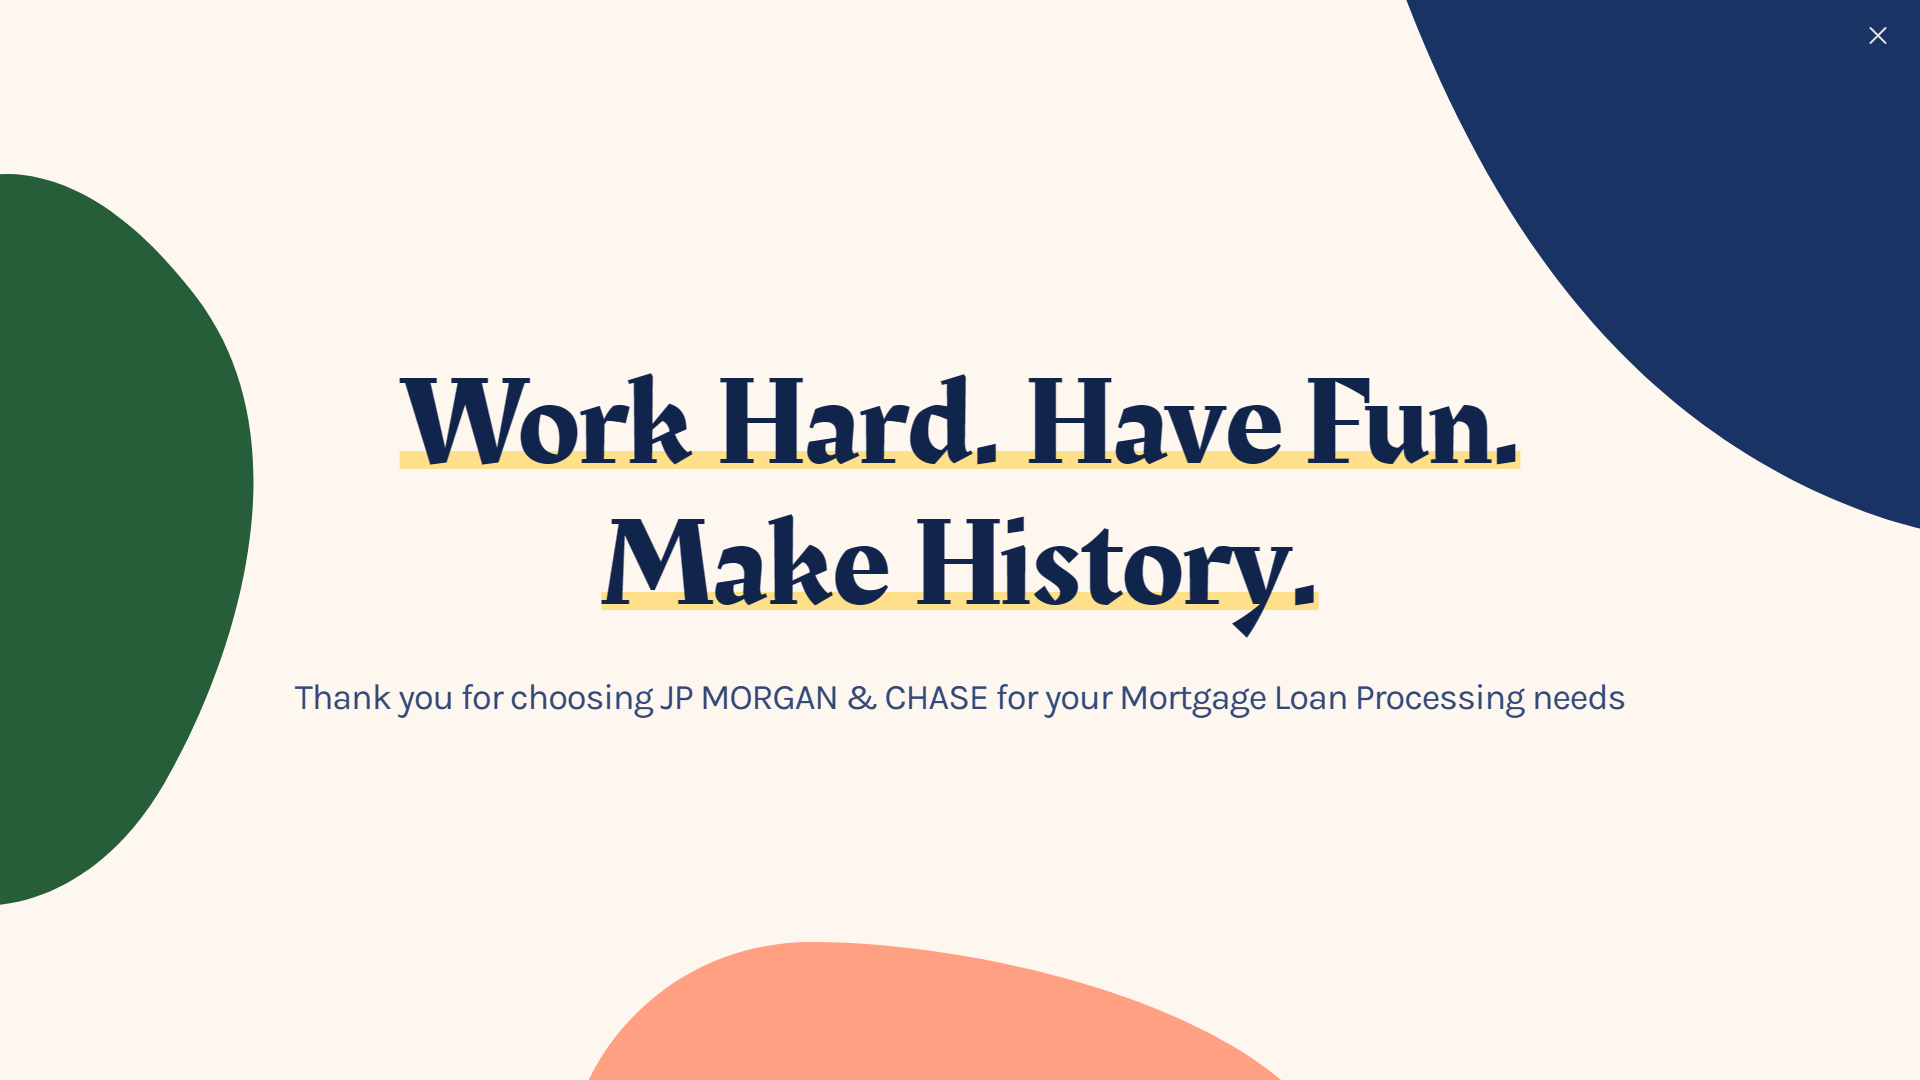 Work Hard. Have Fun.
Make History.
Thank you for choosing JP MORGAN & CHASE for your Mortgage Loan Processing needs